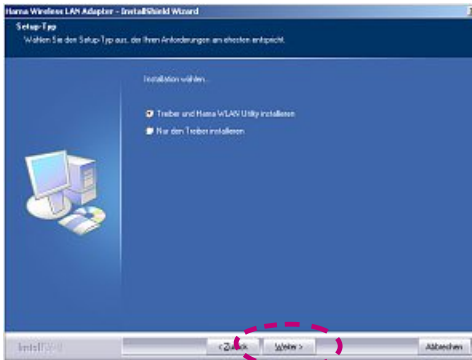 Hama Wireless LAN Adapter - InstallShield Wizard
Setup-Typ
Wählen Sie den Setup-Typ aus, der Ihren Anforderungen am ehesten entspricht.
Installation wählen...
Treiber und Hama WLAN Utility installieren
Nur den Treiber installieren
InstallShield
< Zurück
Weiter >
Abbrechen